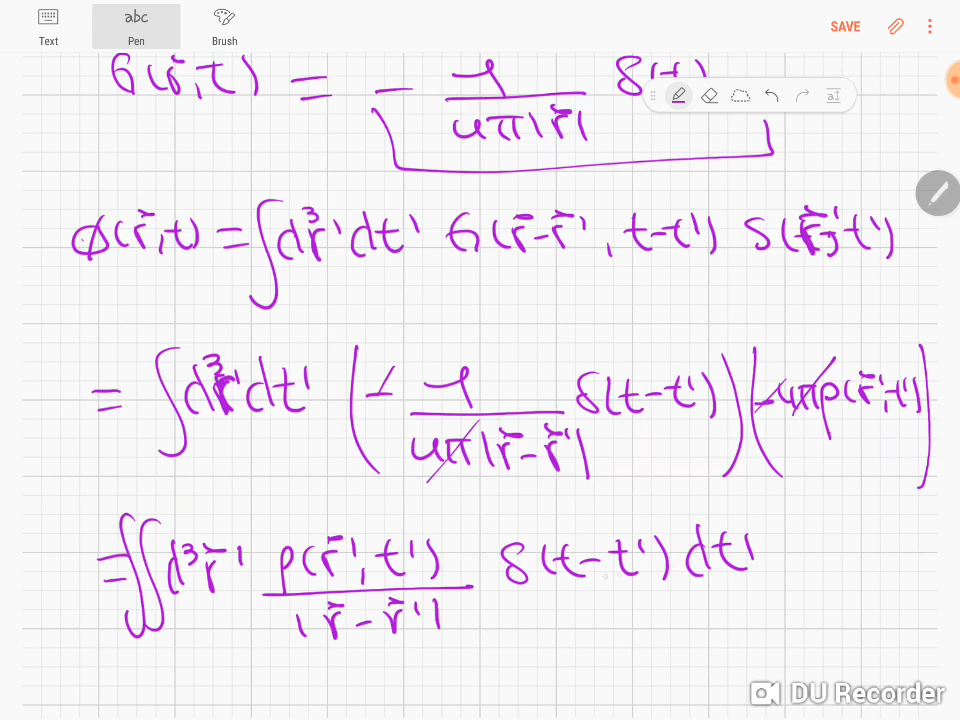 Text
abc
Pen
Brush
SAVE
G(r̄, t) = - 1/(4π|r̄|) δ(t)
ϕ(r̄, t) = ∫ d³r̄' dt' G(r̄ - r̄', t - t') S(r̄', t')
= ∫ d³r̄' dt' ( - 1/(4π|r̄ - r̄'|) δ(t - t') ) ( - 4πρ(r̄', t') )
= ∬ d³r̄' ρ(r̄', t')/|r̄ - r̄'| δ(t - t') dt'
DU Recorder